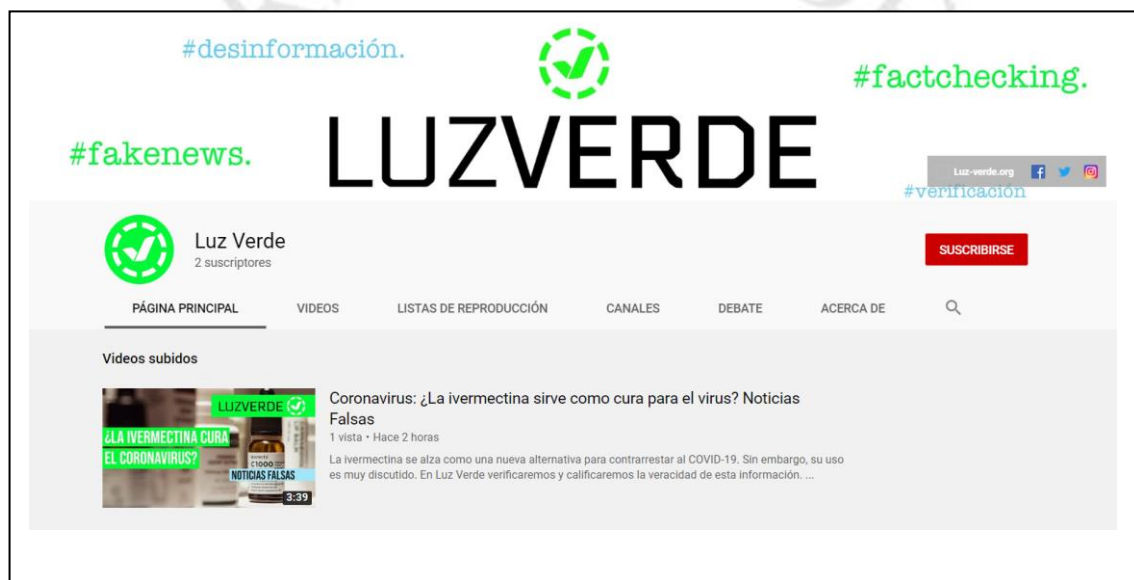 #desinformación.
#factchecking.
#fakenews.
LUZVERDE
Luz-verde.org
#verificación
Luz Verde
2 suscriptores
SUSCRIBIRSE
PÁGINA PRINCIPAL VIDEOS LISTAS DE REPRODUCCIÓN CANALES DEBATE ACERCA DE
Videos subidos
LUZVERDE
¿LA IVERMECTINA CURA
EL CORONAVIRUS?
C1000
NOTICIAS FALSAS
3:39
Coronavirus: ¿La ivermectina sirve como cura para el virus? Noticias
Falsas
1 vista • Hace 2 horas
La ivermectina se alza como una nueva alternativa para contrarrestar al COVID-19. Sin embargo, su uso
es muy discutido. En Luz Verde verificaremos y calificaremos la veracidad de esta información. ...